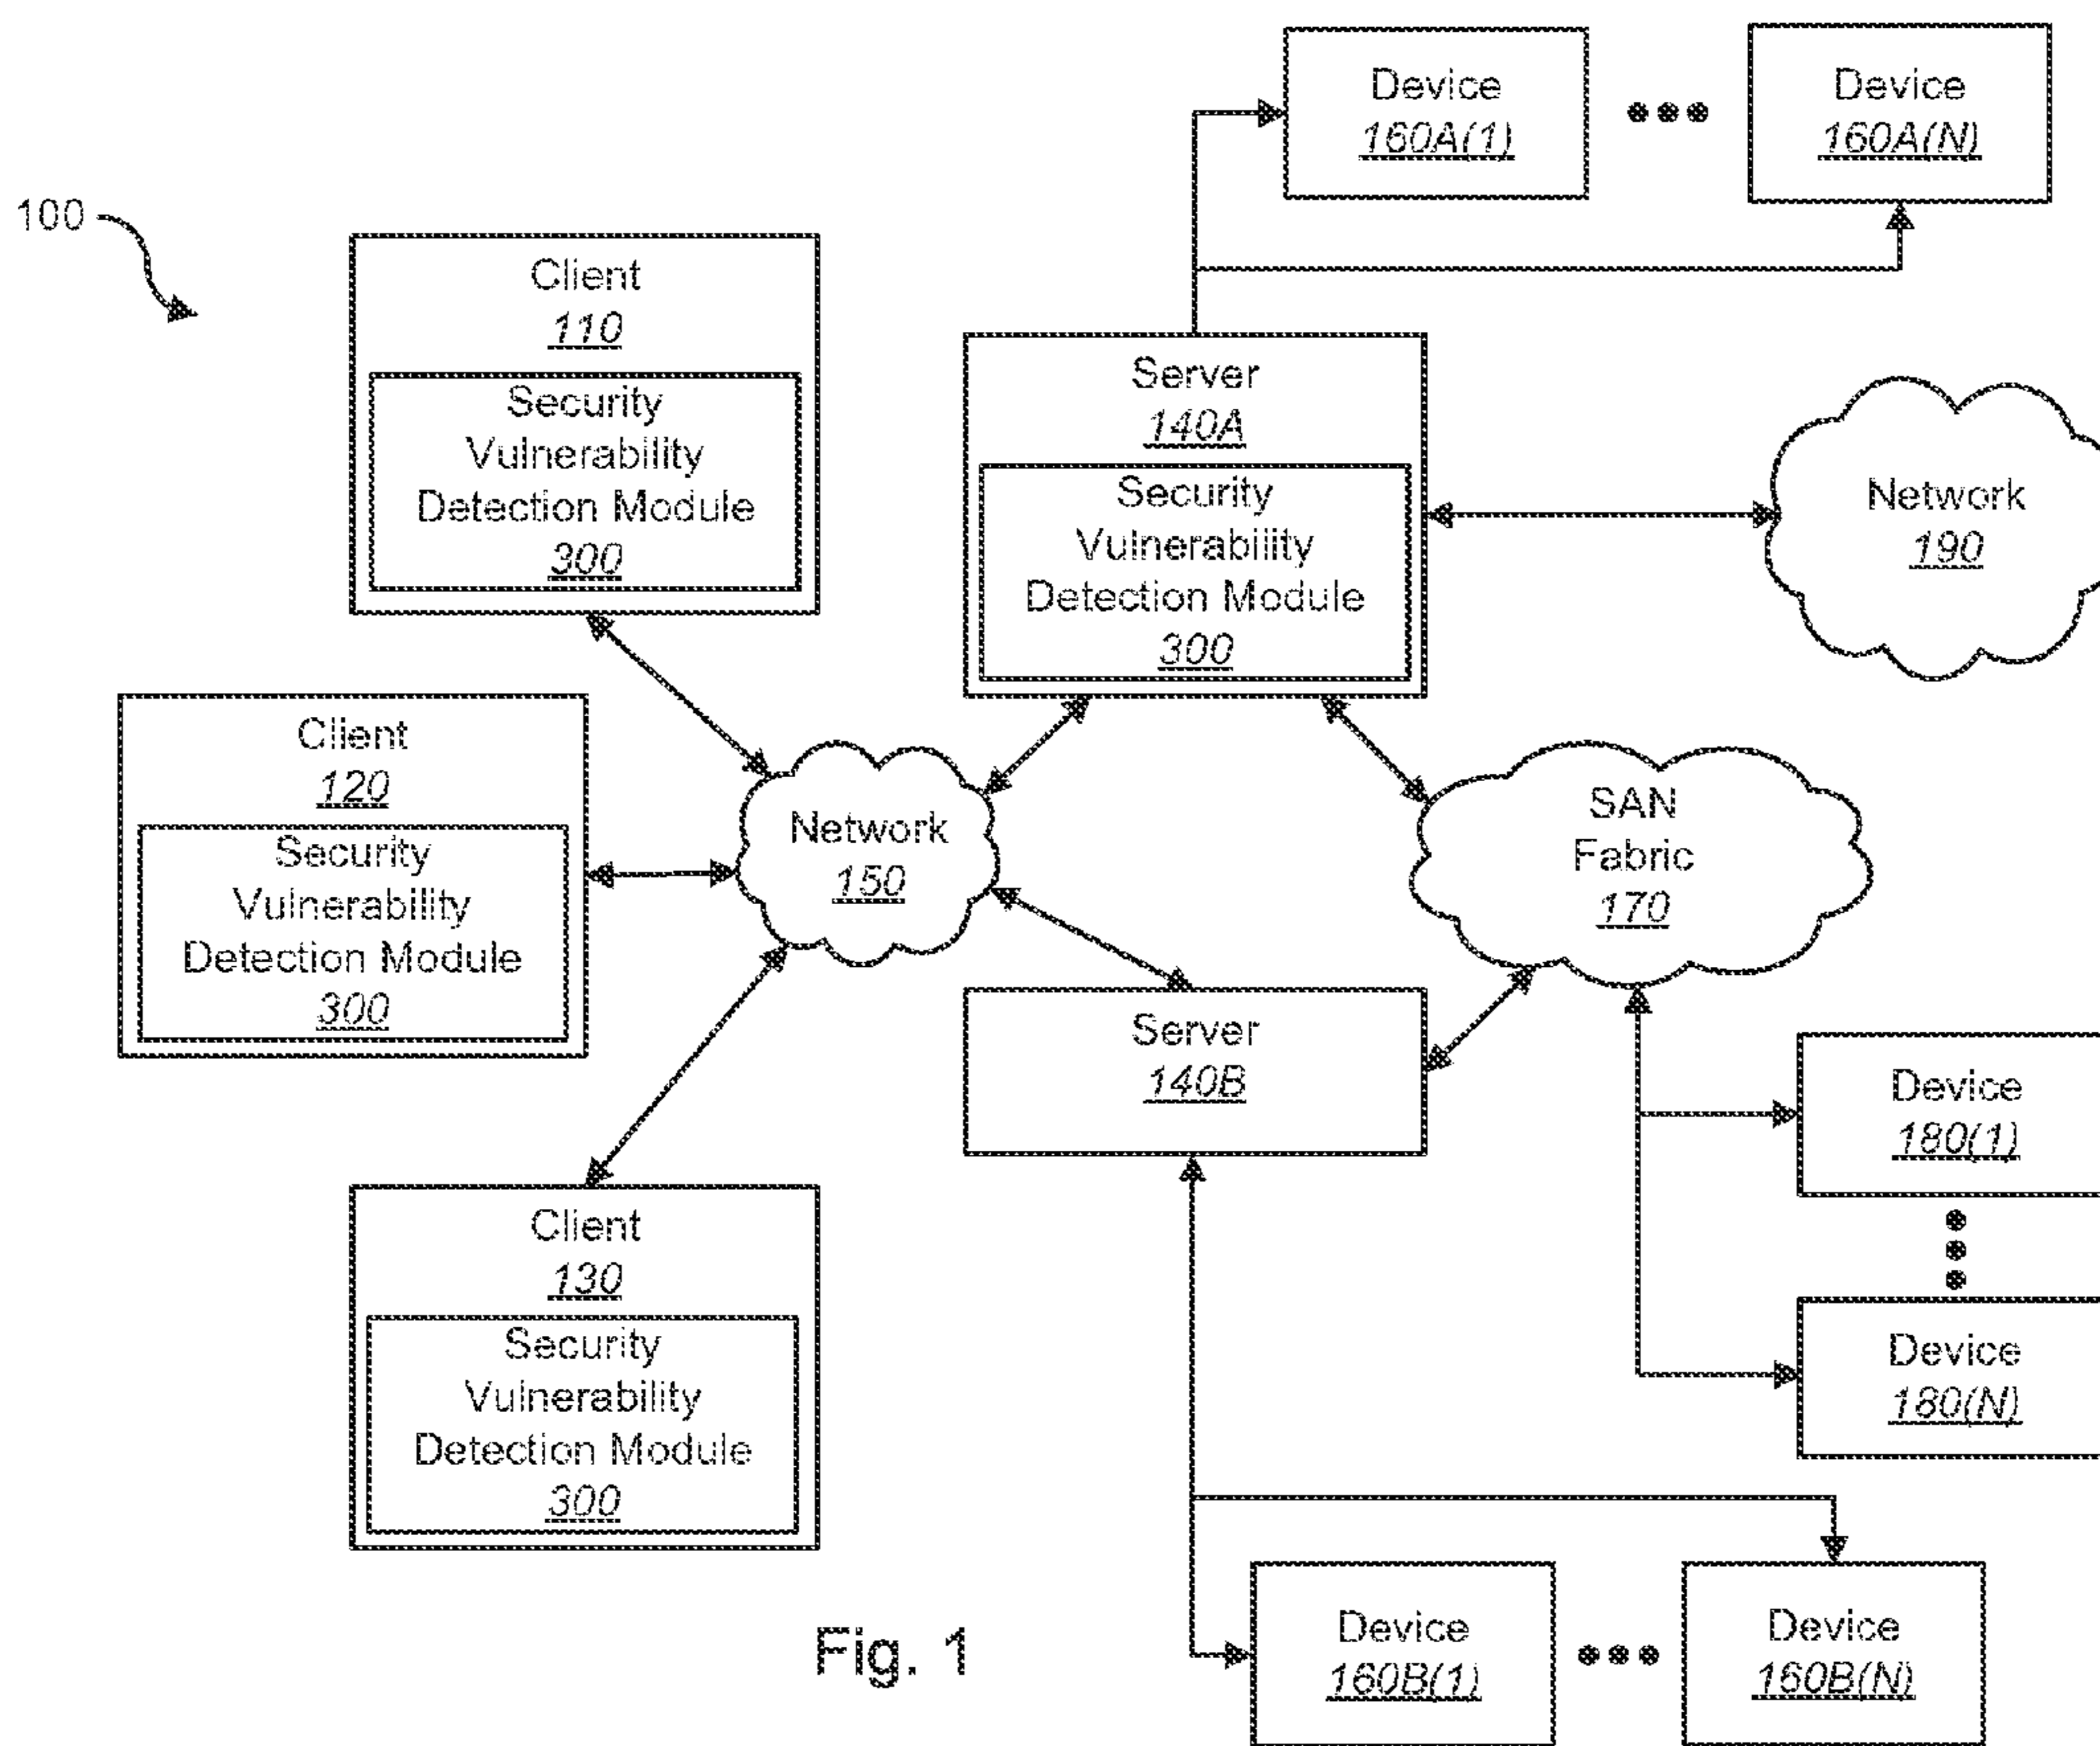 100
Client
110
Security
Vulnerability
Detection Module
300
Client
120
Security
Vulnerability
Detection Module
300
Client
130
Security
Vulnerability
Detection Module
300
Network
150
Server
140A
Security
Vulnerability
Detection Module
300
Server
140B
Device
160A(1)
Device
160A(N)
Network
190
SAN
Fabric
170
Device
180(1)
Device
180(N)
Device
160B(1)
Device
160B(N)
Fig. 1